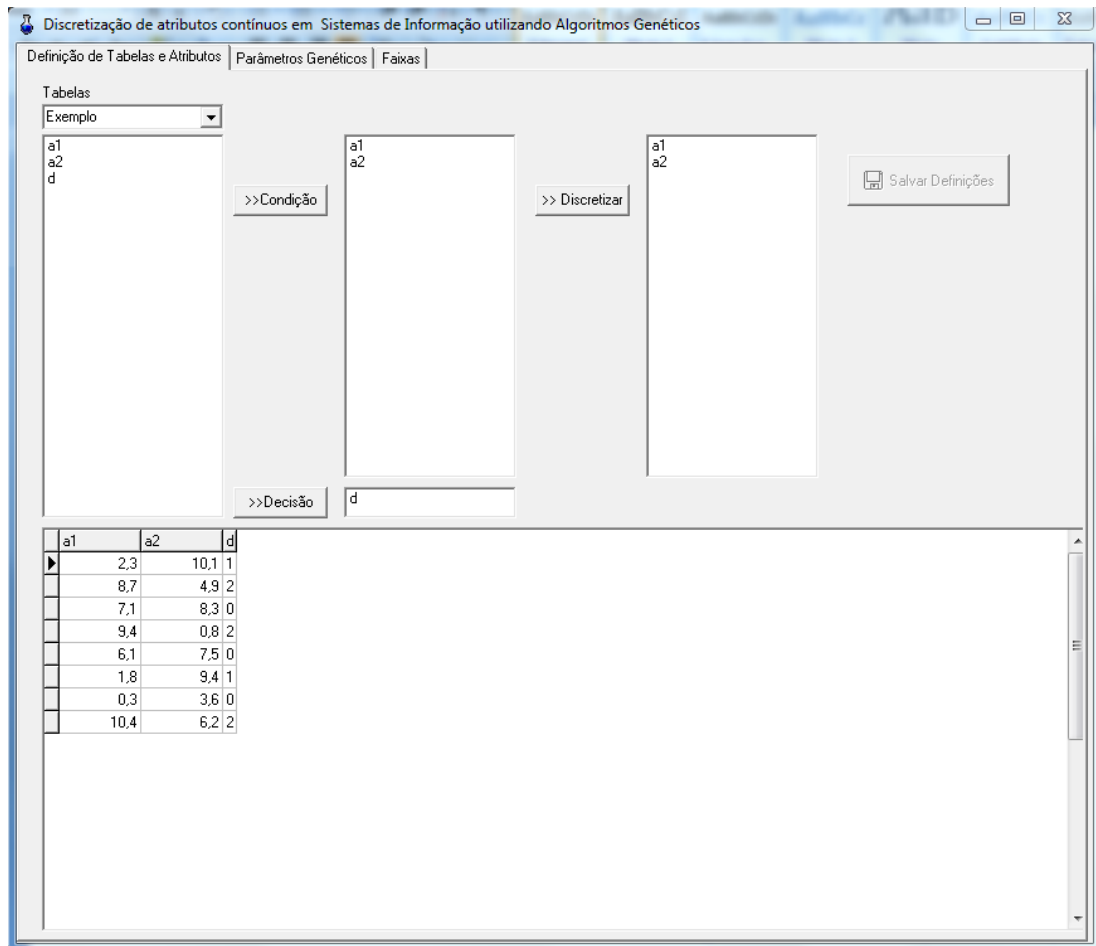 Discretização de atributos contínuos em Sistemas de Informação utilizando Algoritmos Genéticos
Definição de Tabelas e Atributos Parâmetros Genéticos Faixas
Tabelas
Exemplo
a1
a2
d
>>Condição
a1
a2
>> Discretizar
a1
a2
Salvar Definições
>>Decisão
d
a1 a2 d
2,3 10,1 1
8,7 4,9 2
7,1 8,3 0
9,4 0,8 2
6,1 7,5 0
1,8 9,4 1
0,3 3,6 0
10,4 6,2 2